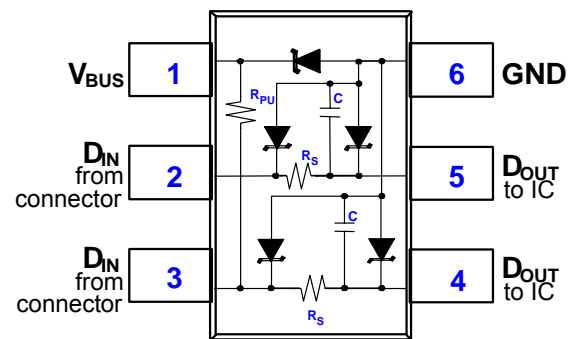 VBUS
1
6
GND
RPU
C
DIN
from
connector
2
RS
5
DOUT
to IC
C
DIN
from
connector
3
RS
4
DOUT
to IC